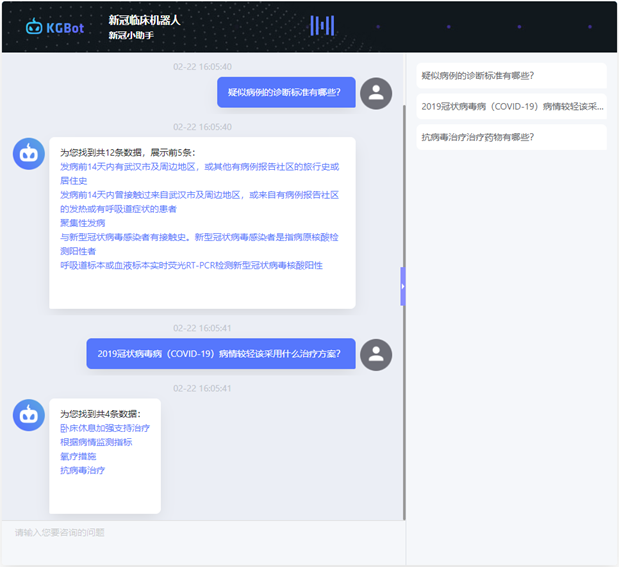 KGBot
新冠临床机器人
新冠小助手
02-22 16:05:40
疑似病例的诊断标准有哪些?
02-22 16:05:40
为您找到共12条数据，展示前5条：
发病前14天内有武汉市及周边地区，或其他有病例报告社区的旅行史或
居住史
发病前14天内曾接触过来自武汉市及周边地区，或来自有病例报告社区
的发热或有呼吸道症状的患者
聚集性发病
与新型冠状病毒感染者有接触史。新型冠状病毒感染者是指病原核酸检
测阳性者
呼吸道标本或血液标本实时荧光RT-PCR检测新型冠状病毒核酸阳性
02-22 16:05:41
2019冠状病毒病（COVID-19）病情较轻该采用什么治疗方案?
02-22 16:05:41
为您找到共4条数据：
卧床休息加强支持治疗
根据病情监测指标
氧疗措施
抗病毒治疗
请输入您要咨询的问题
疑似病例的诊断标准有哪些?
2019冠状病毒病（COVID-19）病情较轻该采...
抗病毒治疗治疗药物有哪些?